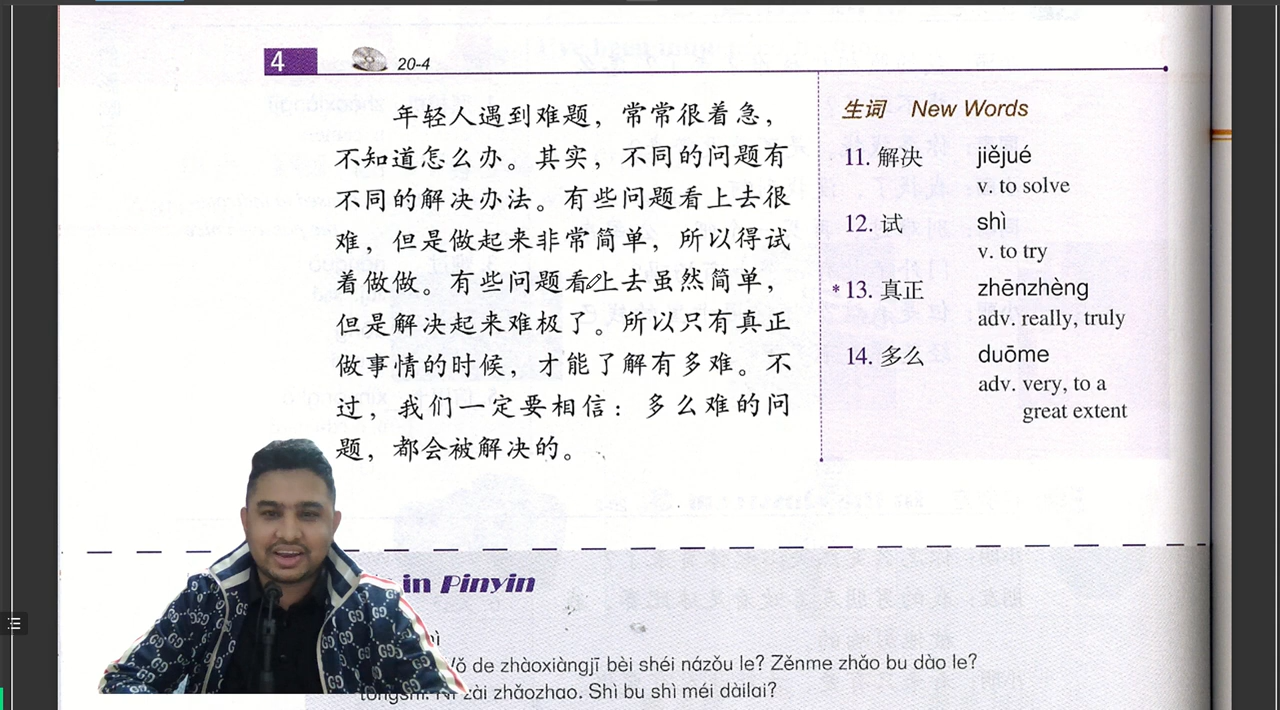 4
20-4
年轻人遇到难题，常常很着急，
不知道怎么办。其实，不同的问题有
不同的解决办法。有些问题看上去很
难，但是做起来非常简单，所以得试
着做做。有些问题看上去虽然简单，
但是解决起来难极了。所以只有真正
做事情的时候，才能了解有多难。不
过，我们一定要相信：多么难的问
题，都会被解决的。
生词 New Words
11. 解决 jiějué
v. to solve
12. 试 shì
v. to try
*13. 真正 zhēnzhèng
adv. really, truly
14. 多么 duōme
adv. very, to a
great extent
in Pinyin
de zhàoxiàngjī bèi shéi názǒu le? Zěnme zhǎo bu dào le?
zài zhǎozhao. Shì bu shì méi dàilai?